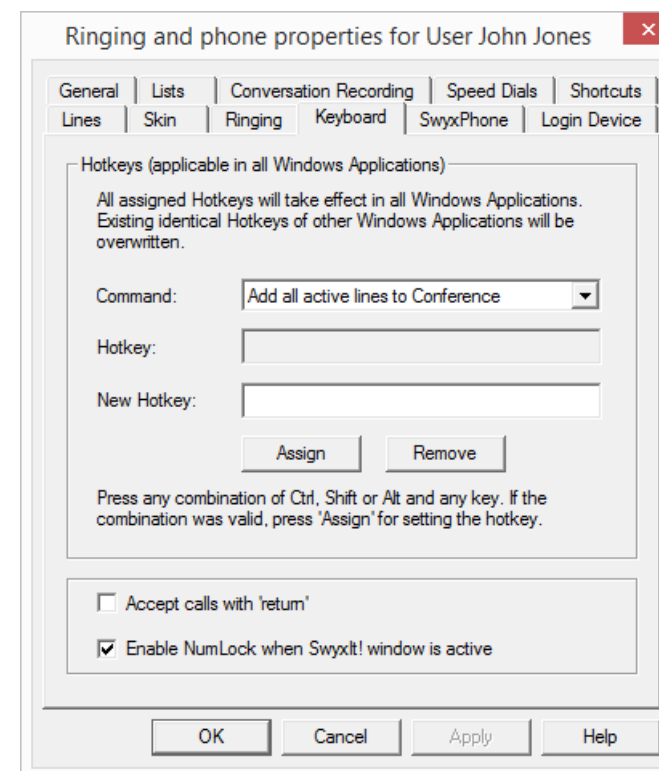 Ringing and phone properties for User John Jones
General Lists Conversation Recording Speed Dials Shortcuts
Lines Skin Ringing Keyboard SwyxPhone Login Device
Hotkeys (applicable in all Windows Applications)
All assigned Hotkeys will take effect in all Windows Applications.
Existing identical Hotkeys of other Windows Applications will be
overwritten.
Command: Add all active lines to Conference
Hotkey:
New Hotkey:
Assign Remove
Press any combination of Ctrl, Shift or Alt and any key. If the
combination was valid, press 'Assign' for setting the hotkey.
Accept calls with 'return'
Enable NumLock when SwyxIt! window is active
OK Cancel Apply Help